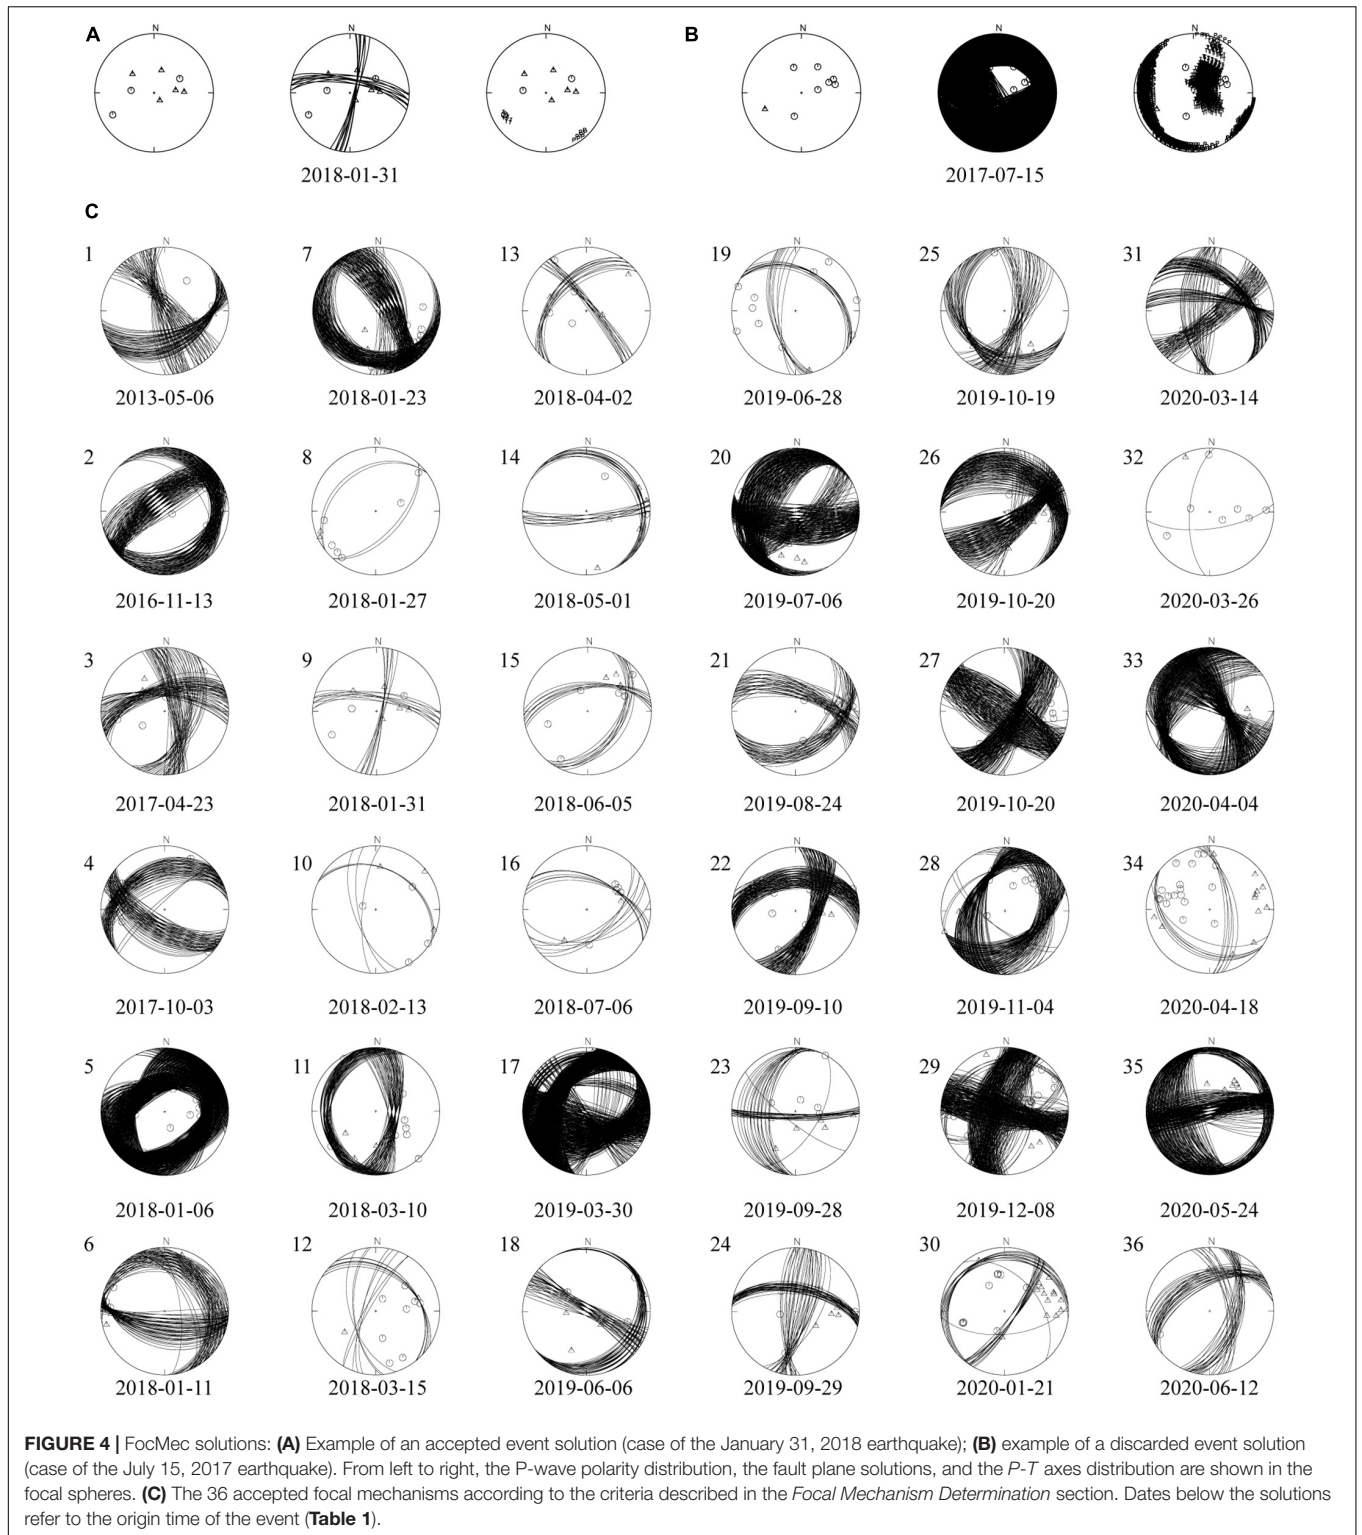 A
N
N
N
2018-01-31
B
N
N
N
2017-07-15
C
1 N 7 N 13 N 19 N 25 N 31 N
2013-05-06 2018-01-23 2018-04-02 2019-06-28 2019-10-19 2020-03-14
2 N 8 N 14 N 20 N 26 N 32 N
2016-11-13 2018-01-27 2018-05-01 2019-07-06 2019-10-20 2020-03-26
3 N 9 N 15 N 21 N 27 N 33 N
2017-04-23 2018-01-31 2018-06-05 2019-08-24 2019-10-20 2020-04-04
4 N 10 N 16 N 22 N 28 N 34 N
2017-10-03 2018-02-13 2018-07-06 2019-09-10 2019-11-04 2020-04-18
5 N 11 N 17 N 23 N 29 N 35 N
2018-01-06 2018-03-10 2019-03-30 2019-09-28 2019-12-08 2020-05-24
6 N 12 N 18 N 24 N 30 N 36 N
2018-01-11 2018-03-15 2019-06-06 2019-09-29 2020-01-21 2020-06-12
FIGURE 4 | FocMec solutions: (A) Example of an accepted event solution (case of the January 31, 2018 earthquake); (B) example of a discarded event solution
(case of the July 15, 2017 earthquake). From left to right, the P-wave polarity distribution, the fault plane solutions, and the P-T axes distribution are shown in the
focal spheres. (C) The 36 accepted focal mechanisms according to the criteria described in the Focal Mechanism Determination section. Dates below the solutions
refer to the origin time of the event (Table 1).